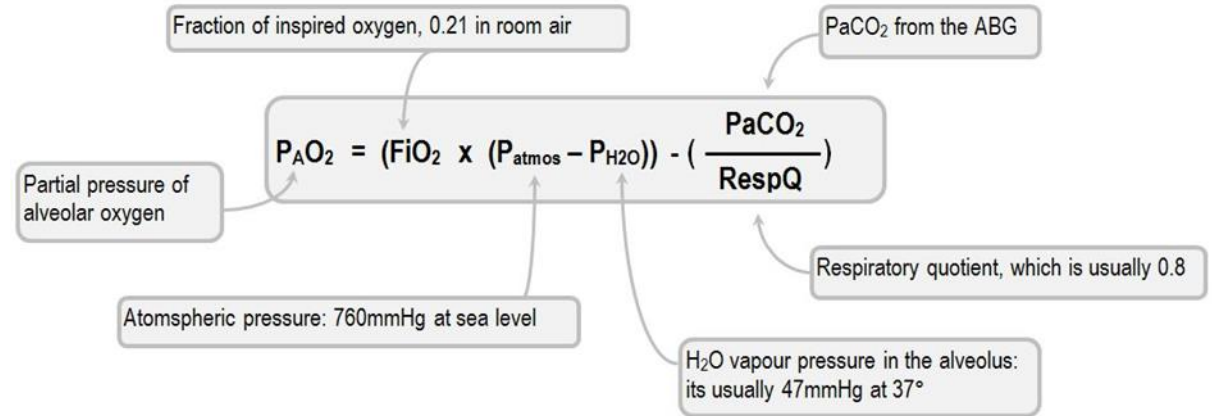 Fraction of inspired oxygen, 0.21 in room air
PaCO₂ from the ABG
PAO₂ = (FiO₂ x (Patmos – PH2O)) - ( PaCO₂ / RespQ )
Partial pressure of
alveolar oxygen
Respiratory quotient, which is usually 0.8
Atomspheric pressure: 760mmHg at sea level
H₂O vapour pressure in the alveolus:
its usually 47mmHg at 37°